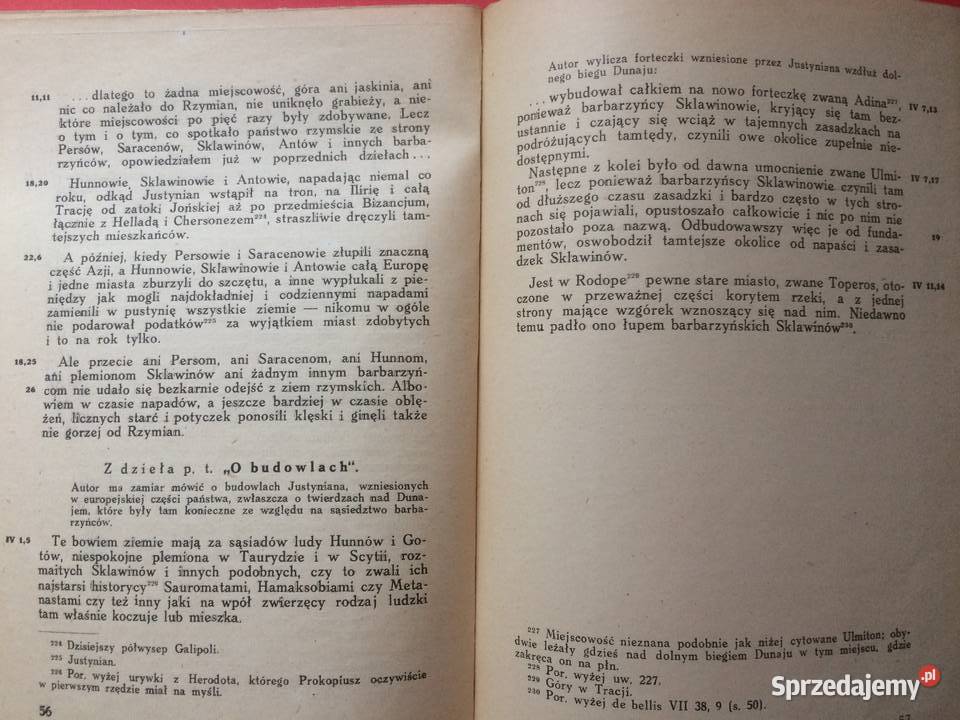 11,11 ...dlatego to żadna miejscowość, góra ani jaskinia, ani
nic co należało do Rzymian, nie uniknęło grabieży, a nie-
które miejscowości po pięć razy były zdobywane. Lecz
o tym i o tym, co spotkało państwo rzymskie ze strony
Persów, Saracenów, Sklawinów, Antów i innych barba-
rzyńców, opowiedziałem już w poprzednich dziełach...
18,20 Hunnowie, Sklawinowie i Antowie, napadając niemal co
roku, odkąd Justynian wstąpił na tron, na Ilirię i całą
Trację od zatoki Jońskiej aż po przedmieścia Bizancjum,
łącznie z Helladą i Chersonezem²²⁴, straszliwie dręczyli tam-
tejszych mieszkańców.
22,6 A później, kiedy Persowie i Saracenowie złupili znaczną
część Azji, a Hunnowie, Sklawinowie i Antowie całą Europę
i jedne miasta zburzyli do szczętu, a inne wypłukali z pie-
niędzy jak mogli najdokładniej i codziennymi napadami
zamienili w pustynię wszystkie ziemie — nikomu w ogóle
nie podarował podatków²²⁵ za wyjątkiem miast zdobytych
i to na rok tylko.
18,25 Ale przecie ani Persom, ani Saracenom, ani Hunnom,
ani plemionom Sklawinów ani żadnym innym barbarzyń-
26 com nie udało się bezkarnie odejść z ziem rzymskich. Albo-
wiem w czasie napadów, a jeszcze bardziej w czasie oblę-
żeń, licznych starć i potyczek ponosili klęski i ginęli także
nie gorzej od Rzymian.
Z dzieła p. t. „O budowlach".
Autor ma zamiar mówić o budowlach Justyniana, wzniesionych
w europejskiej części państwa, zwłaszcza o twierdzach nad Duna-
jem, które były tam konieczne ze względu na sąsiedztwo barba-
rzyńców.
IV 1,5 Te bowiem ziemie mają za sąsiadów ludy Hunnów i Go-
tów, niespokojne plemiona w Taurydzie i w Scytii, roz-
maitych Sklawinów i innych podobnych, czy to zwali ich
najstarsi historycy²²⁶ Sauromatami, Hamaksobiami czy Meta-
nastami czy też inny jaki na wpół zwierzęcy rodzaj ludzki
tam właśnie koczuje lub mieszka.
²²⁴ Dzisiejszy półwysep Galipoli.
²²⁵ Justynian.
²²⁶ Por. wyżej urywki z Herodota, którego Prokopiusz oczywiście
w pierwszym rzędzie miał na myśli.
56
Autor wylicza forteczki wzniesione przez Justyniana wzdłuż dol-
nego biegu Dunaju:
...wybudował całkiem na nowo forteczkę zwaną Adina²²⁷, IV 7,13
ponieważ barbarzyńcy Sklawinowie, kryjący się tam bez-
ustannie i czający się wciąż w tajemnych zasadzkach na
podróżujących tamtędy, czynili owe okolice zupełnie nie-
dostępnymi.
Następne z kolei było od dawna umocnienie zwane Ulmi- IV 7,17
ton²²⁸, lecz ponieważ barbarzyńscy Sklawinowie czynili tam
od dłuższego czasu zasadzki i bardzo często w tych stro-
nach się pojawiali, opustoszało całkowicie i nic po nim nie
pozostało poza nazwą. Odbudowawszy więc je od funda- 19
mentów, oswobodził tamtejsze okolice od napaści i zasa-
dzek Sklawinów.
Jest w Rodope²²⁹ pewne stare miasto, zwane Toperos, oto- IV 11,14
czone w przeważnej części korytem rzeki, a z jednej
strony mające wzgórek wznoszący się nad nim. Niedawno
temu padło ono łupem barbarzyńskich Sklawinów²³⁰.
²²⁷ Miejscowość nieznana podobnie jak niżej cytowane Ulmiton; oby-
dwie leżały gdzieś nad dolnym biegiem Dunaju w tym miejscu, gdzie
zakręca on na płn.
²²⁸ Por. wyżej uw. 227.
²²⁹ Góry w Tracji.
²³⁰ Por. wyżej de bellis VII 38, 9 (s. 50).
57
Sprzedajemy.pl